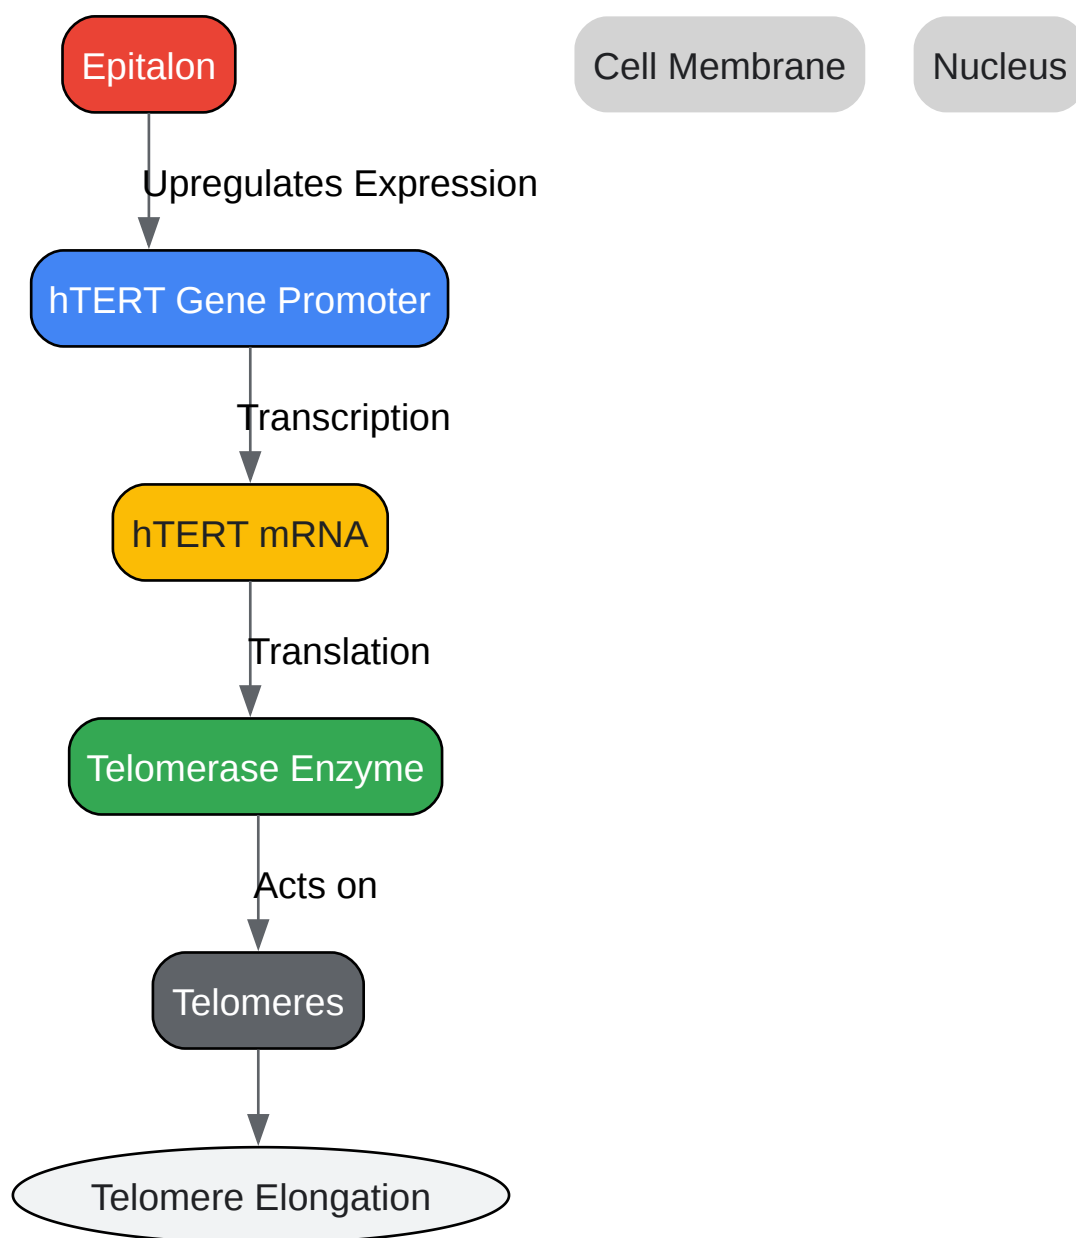 Epitalon
Cell Membrane
Nucleus
Upregulates Expression
hTERT Gene Promoter
Transcription
hTERT mRNA
Translation
Telomerase Enzyme
Acts on
Telomeres
Telomere Elongation